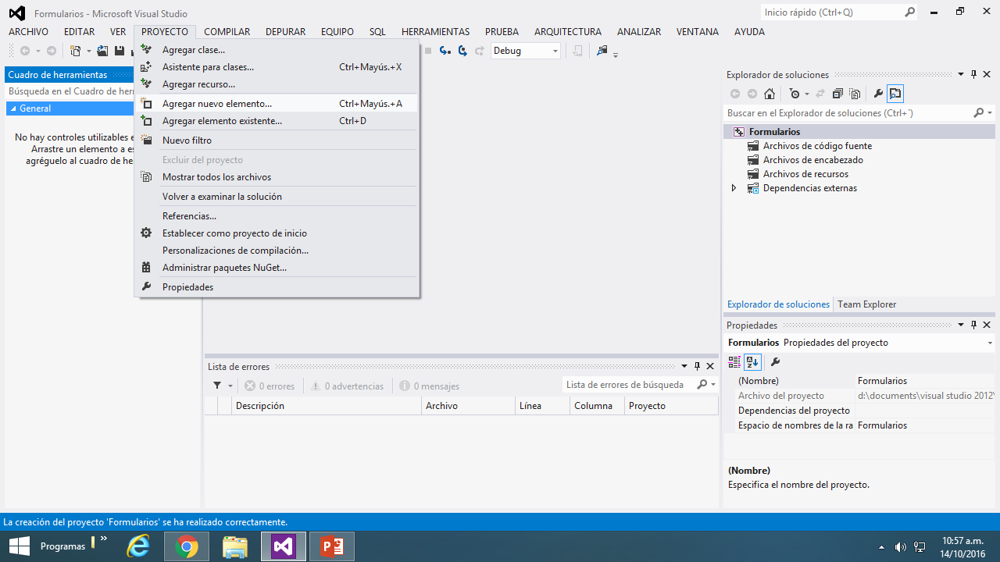 Formularios - Microsoft Visual Studio
Inicio rápido (Ctrl+Q)
ARCHIVO EDITAR VER PROYECTO COMPILAR DEPURAR EQUIPO SQL HERRAMIENTAS PRUEBA ARQUITECTURA ANALIZAR VENTANA AYUDA
Debug
Agregar clase...
Asistente para clases... Ctrl+Mayús.+X
Agregar recurso...
Agregar nuevo elemento... Ctrl+Mayús.+A
Agregar elemento existente... Ctrl+D
Nuevo filtro
Excluir del proyecto
Mostrar todos los archivos
Volver a examinar la solución
Referencias...
Establecer como proyecto de inicio
Personalizaciones de compilación...
Administrar paquetes NuGet...
Propiedades
Cuadro de herramientas
Búsqueda en el Cuadro de her
General
No hay controles utilizables e
Arrastre un elemento a es
agréguelo al cuadro de he
Explorador de soluciones
Buscar en el Explorador de soluciones (Ctrl+´)
Formularios
Archivos de código fuente
Archivos de encabezado
Archivos de recursos
Dependencias externas
Explorador de soluciones Team Explorer
Propiedades
Formularios Propiedades del proyecto
(Nombre) Formularios
Archivo del proyecto d:\documents\visual studio 2012\
Dependencias del proyecto
Espacio de nombres de la ra Formularios
(Nombre)
Especifica el nombre del proyecto.
Lista de errores
0 errores 0 advertencias 0 mensajes
Lista de errores de búsqueda
Descripción Archivo Línea Columna Proyecto
La creación del proyecto 'Formularios' se ha realizado correctamente.
Programas
10:57 a.m.
14/10/2016